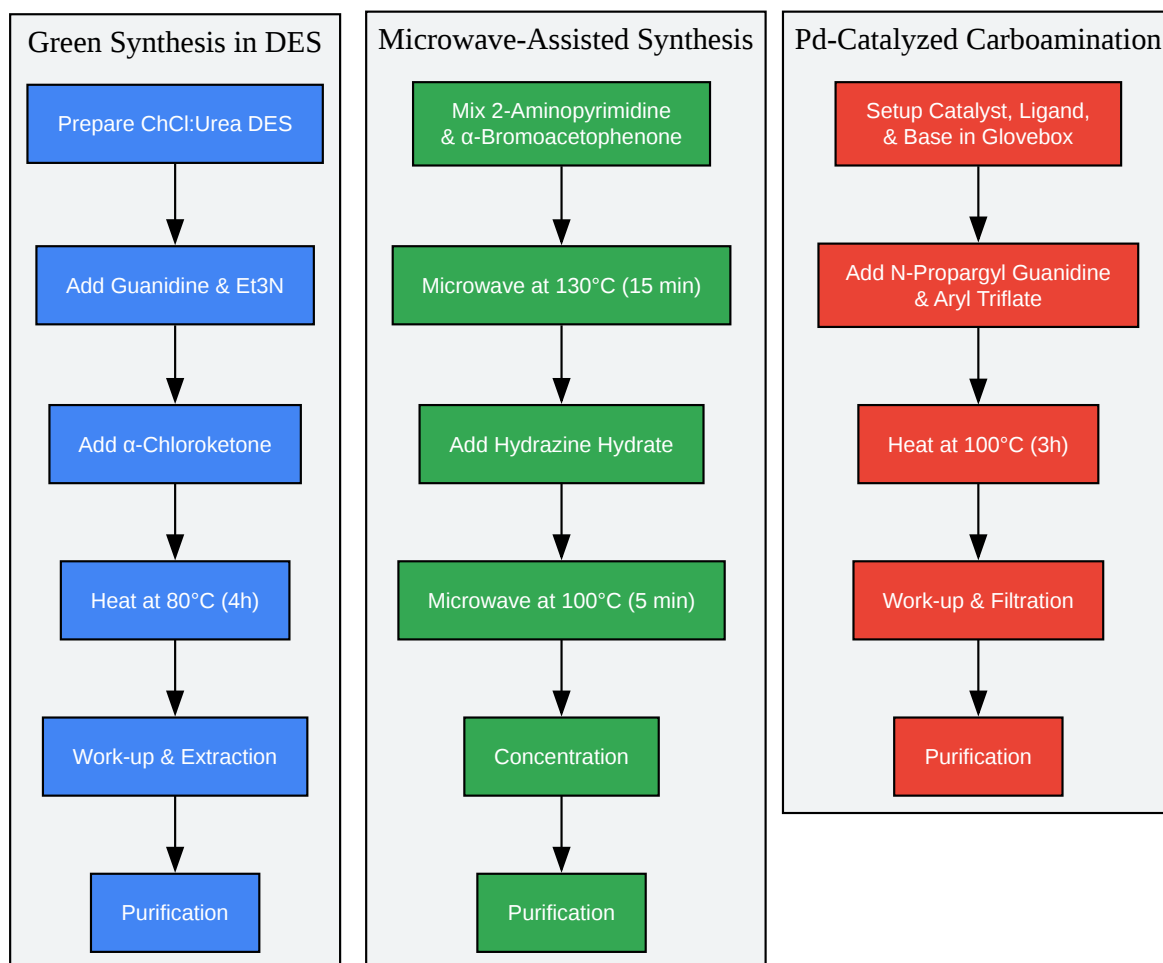 Green Synthesis in DES
Prepare ChCl:Urea DES
Add Guanidine & Et3N
Add α-Chloroketone
Heat at 80°C (4h)
Work-up & Extraction
Purification
Microwave-Assisted Synthesis
Mix 2-Aminopyrimidine
& α-Bromoacetophenone
Microwave at 130°C (15 min)
Add Hydrazine Hydrate
Microwave at 100°C (5 min)
Concentration
Purification
Pd-Catalyzed Carboamination
Setup Catalyst, Ligand,
& Base in Glovebox
Add N-Propargyl Guanidine
& Aryl Triflate
Heat at 100°C (3h)
Work-up & Filtration
Purification